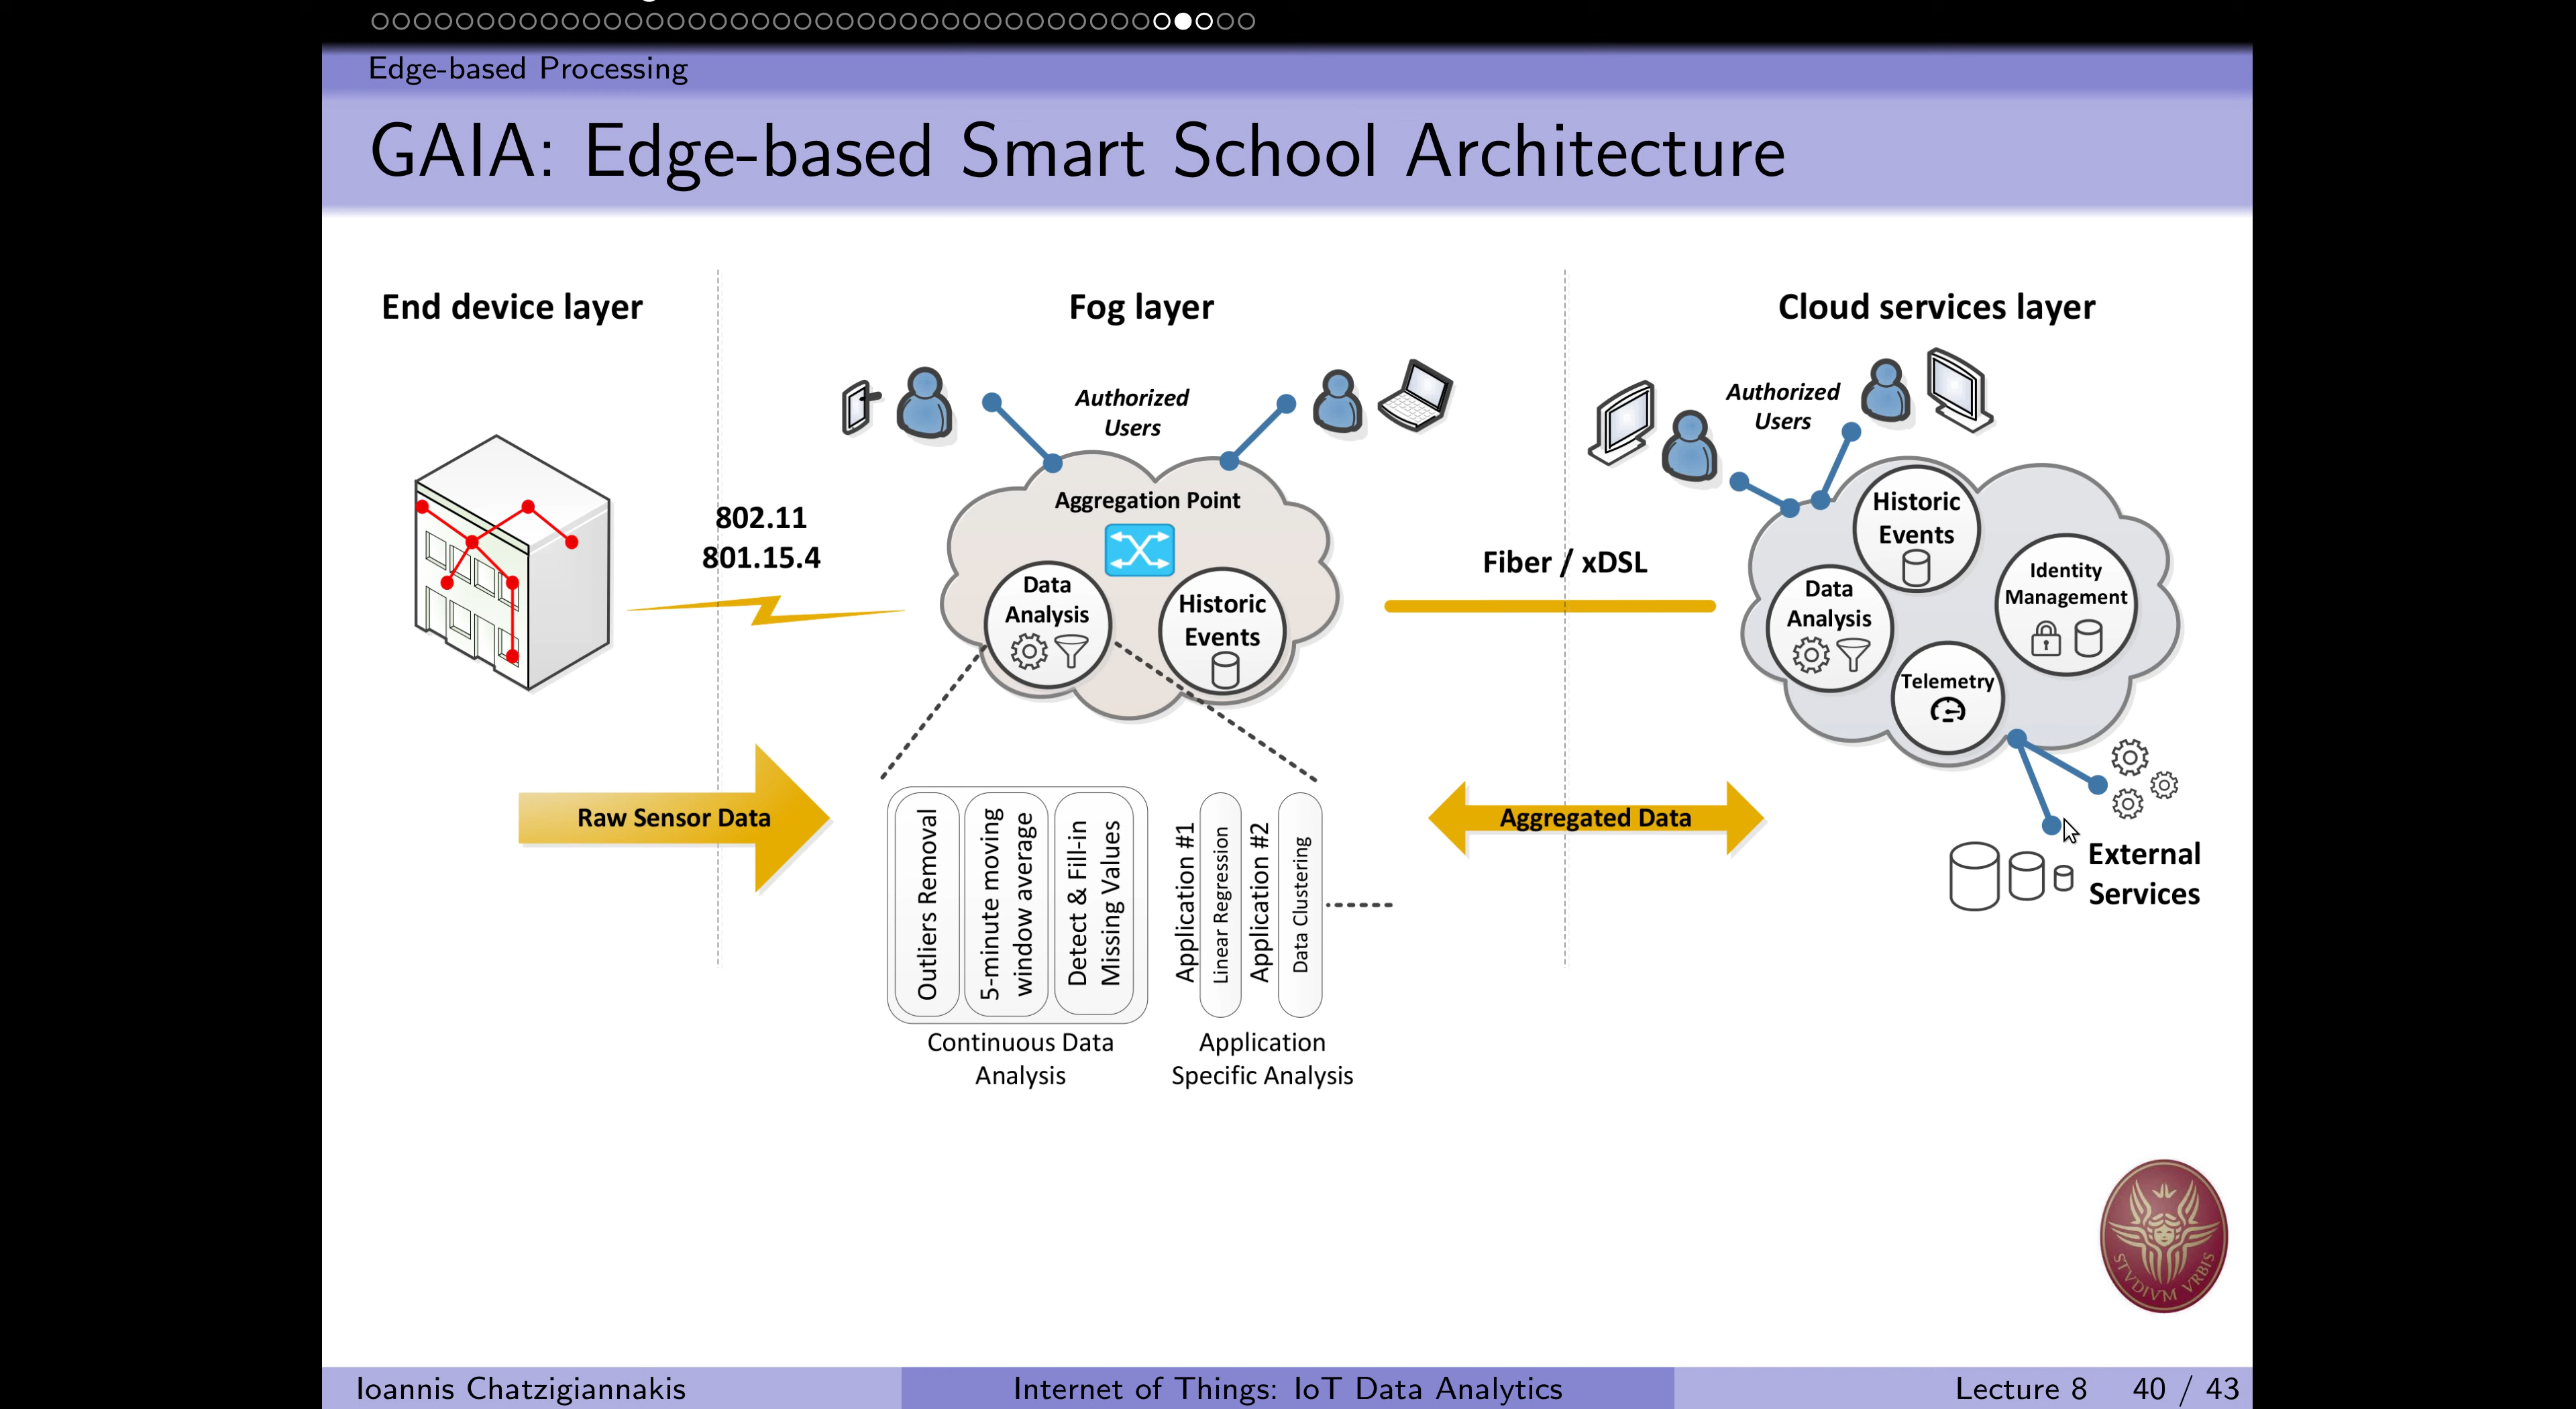 Edge-based Processing
GAIA: Edge-based Smart School Architecture
End device layer
Fog layer
Cloud services layer
Authorized
Users
Authorized
Users
802.11
801.15.4
Aggregation Point
Data
Analysis
Historic
Events
Fiber / xDSL
Historic
Events
Data
Analysis
Identity
Management
Telemetry
Raw Sensor Data
Outliers Removal
5-minute moving
window average
Detect & Fill-in
Missing Values
Application #1
Linear Regression
Application #2
Data Clustering
Continuous Data
Analysis
Application
Specific Analysis
Aggregated Data
External
Services
STVDIVM VRBIS
Ioannis Chatzigiannakis
Internet of Things: IoT Data Analytics
Lecture 8 40 / 43